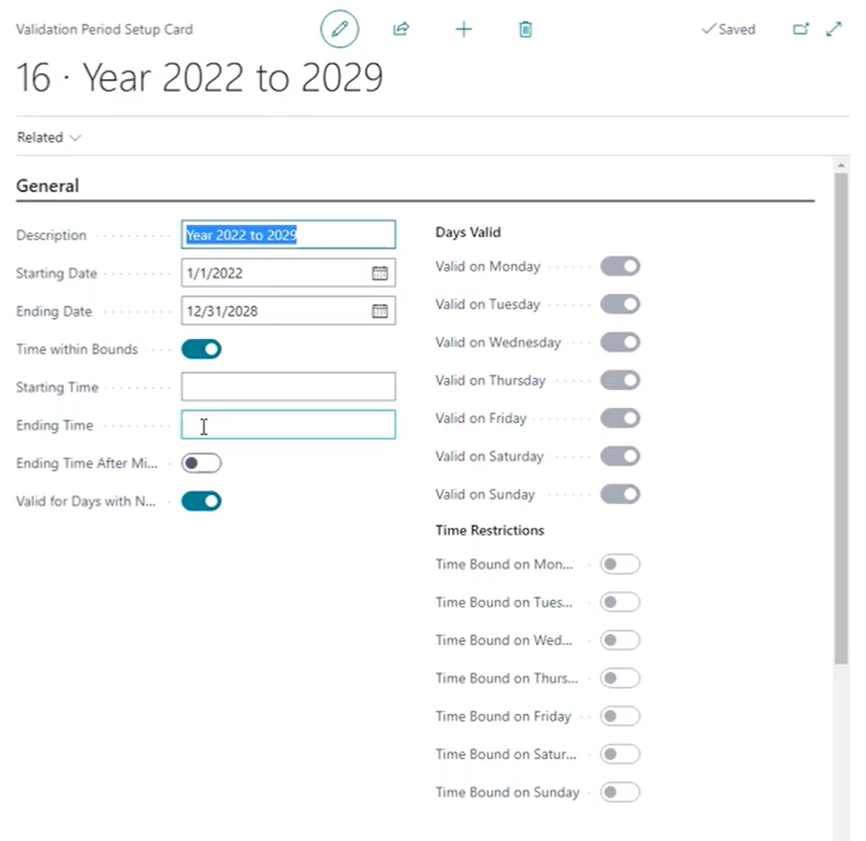 Validation Period Setup Card
Saved
16 · Year 2022 to 2029
Related
General
Description
Year 2022 to 2029
Starting Date
1/1/2022
Ending Date
12/31/2028
Time within Bounds
Starting Time
Ending Time
Ending Time After Mi...
Valid for Days with N...
Days Valid
Valid on Monday
Valid on Tuesday
Valid on Wednesday
Valid on Thursday
Valid on Friday
Valid on Saturday
Valid on Sunday
Time Restrictions
Time Bound on Mon...
Time Bound on Tues...
Time Bound on Wed...
Time Bound on Thurs...
Time Bound on Friday
Time Bound on Satur...
Time Bound on Sunday